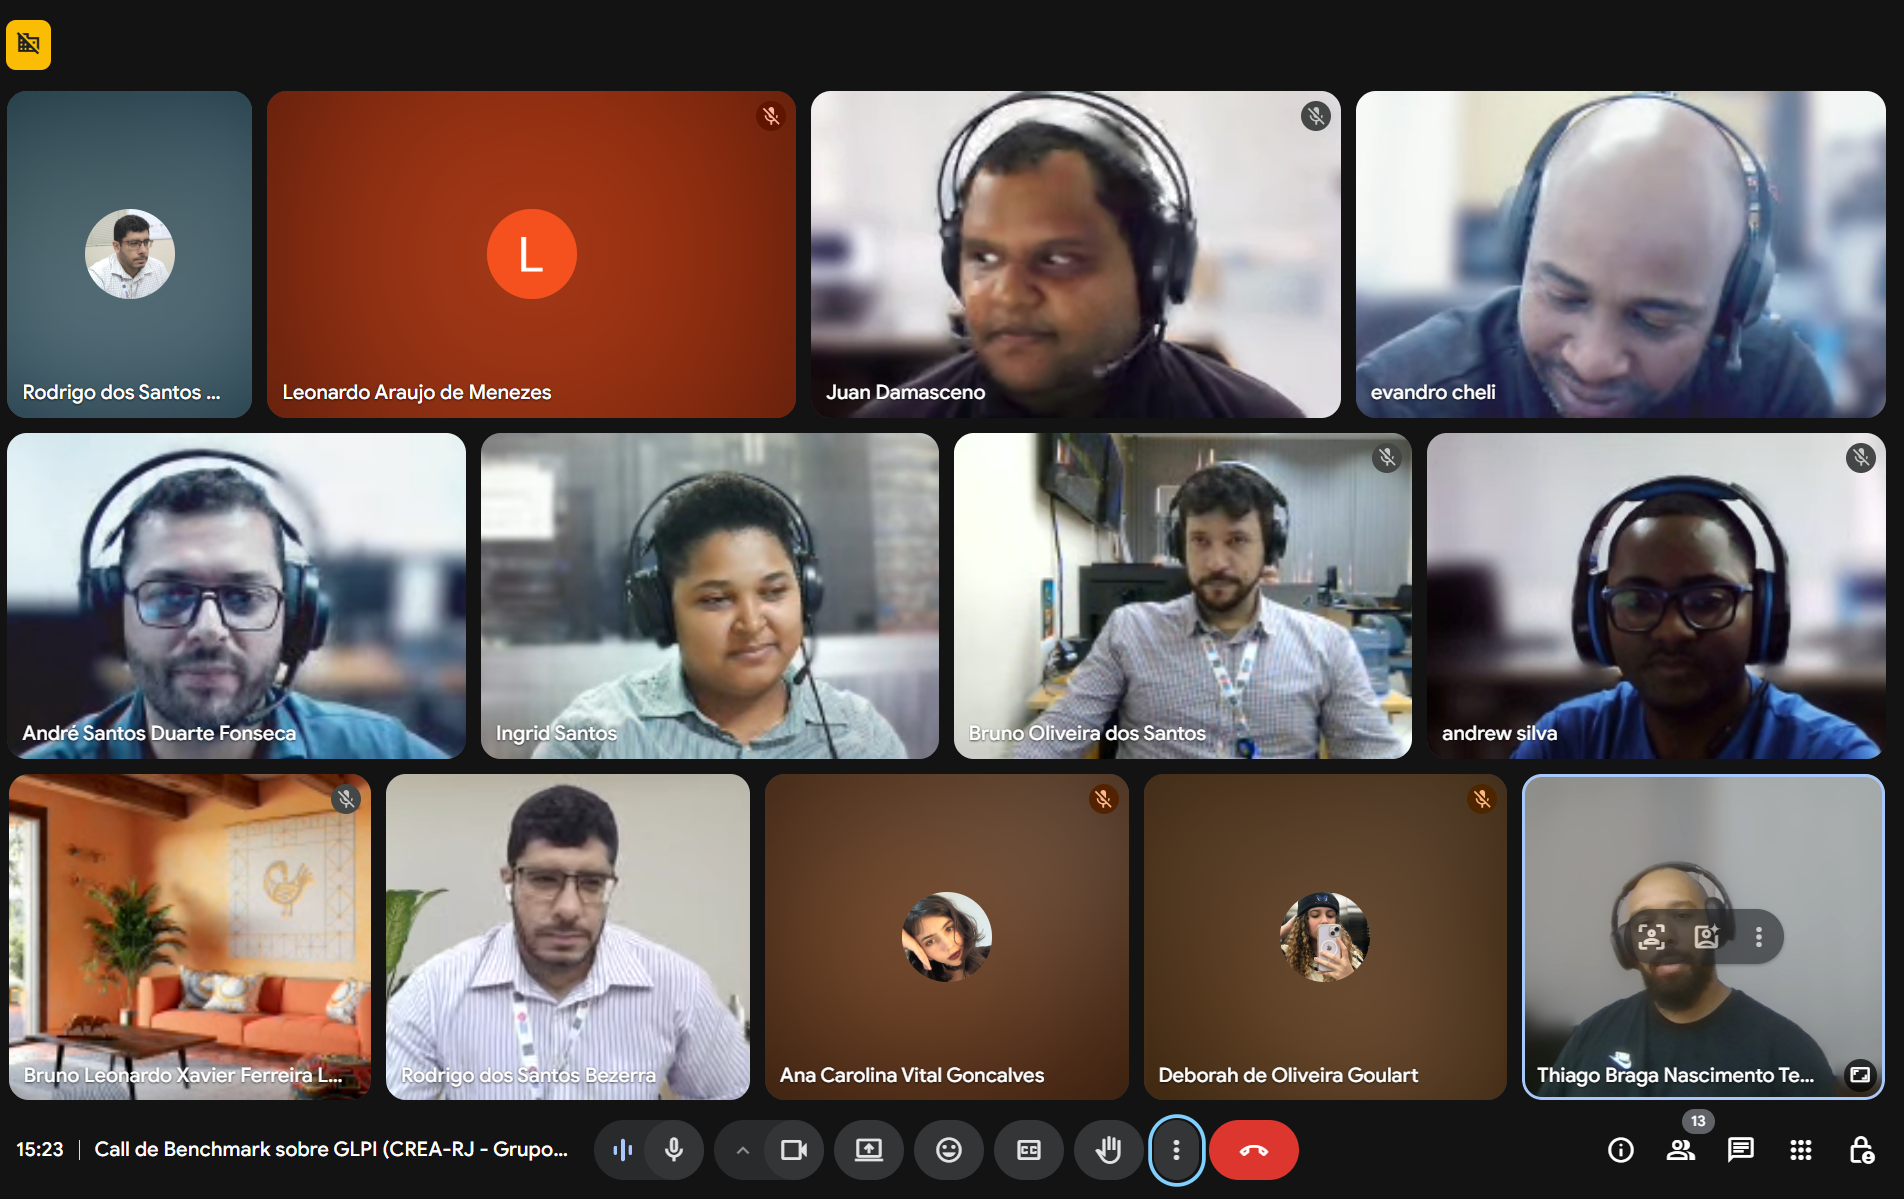 Rodrigo dos Santos ...
L
Leonardo Araujo de Menezes
Juan Damasceno
evandro cheli
André Santos Duarte Fonseca
Ingrid Santos
Bruno Oliveira dos Santos
andrew silva
Bruno Leonardo Xavier Ferreira L...
Rodrigo dos Santos Bezerra
Ana Carolina Vital Goncalves
Deborah de Oliveira Goulart
Thiago Braga Nascimento Te...
15:23 | Call de Benchmark sobre GLPI (CREA-RJ - Grupo...
CC
13